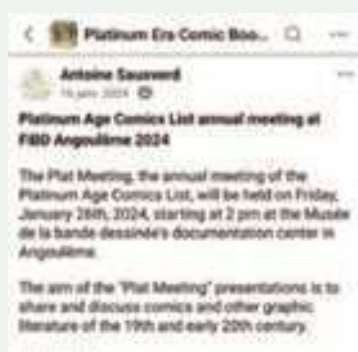 Platinum Era Comic Boo...
Antoine Sausverd
16 janv. 2024
Platinum Age Comics List annual meeting at
FIBD Angoulême 2024
The Plat Meeting, the annual meeting of the
Platinum Age Comics List, will be held on Friday,
January 26th, 2024, starting at 2 pm at the Musée
de la bande dessinée's documentation center in
Angoulême.
The aim of the "Plat Meeting" presentations is to
share and discuss comics and other graphic
literature of the 19th and early 20th century.